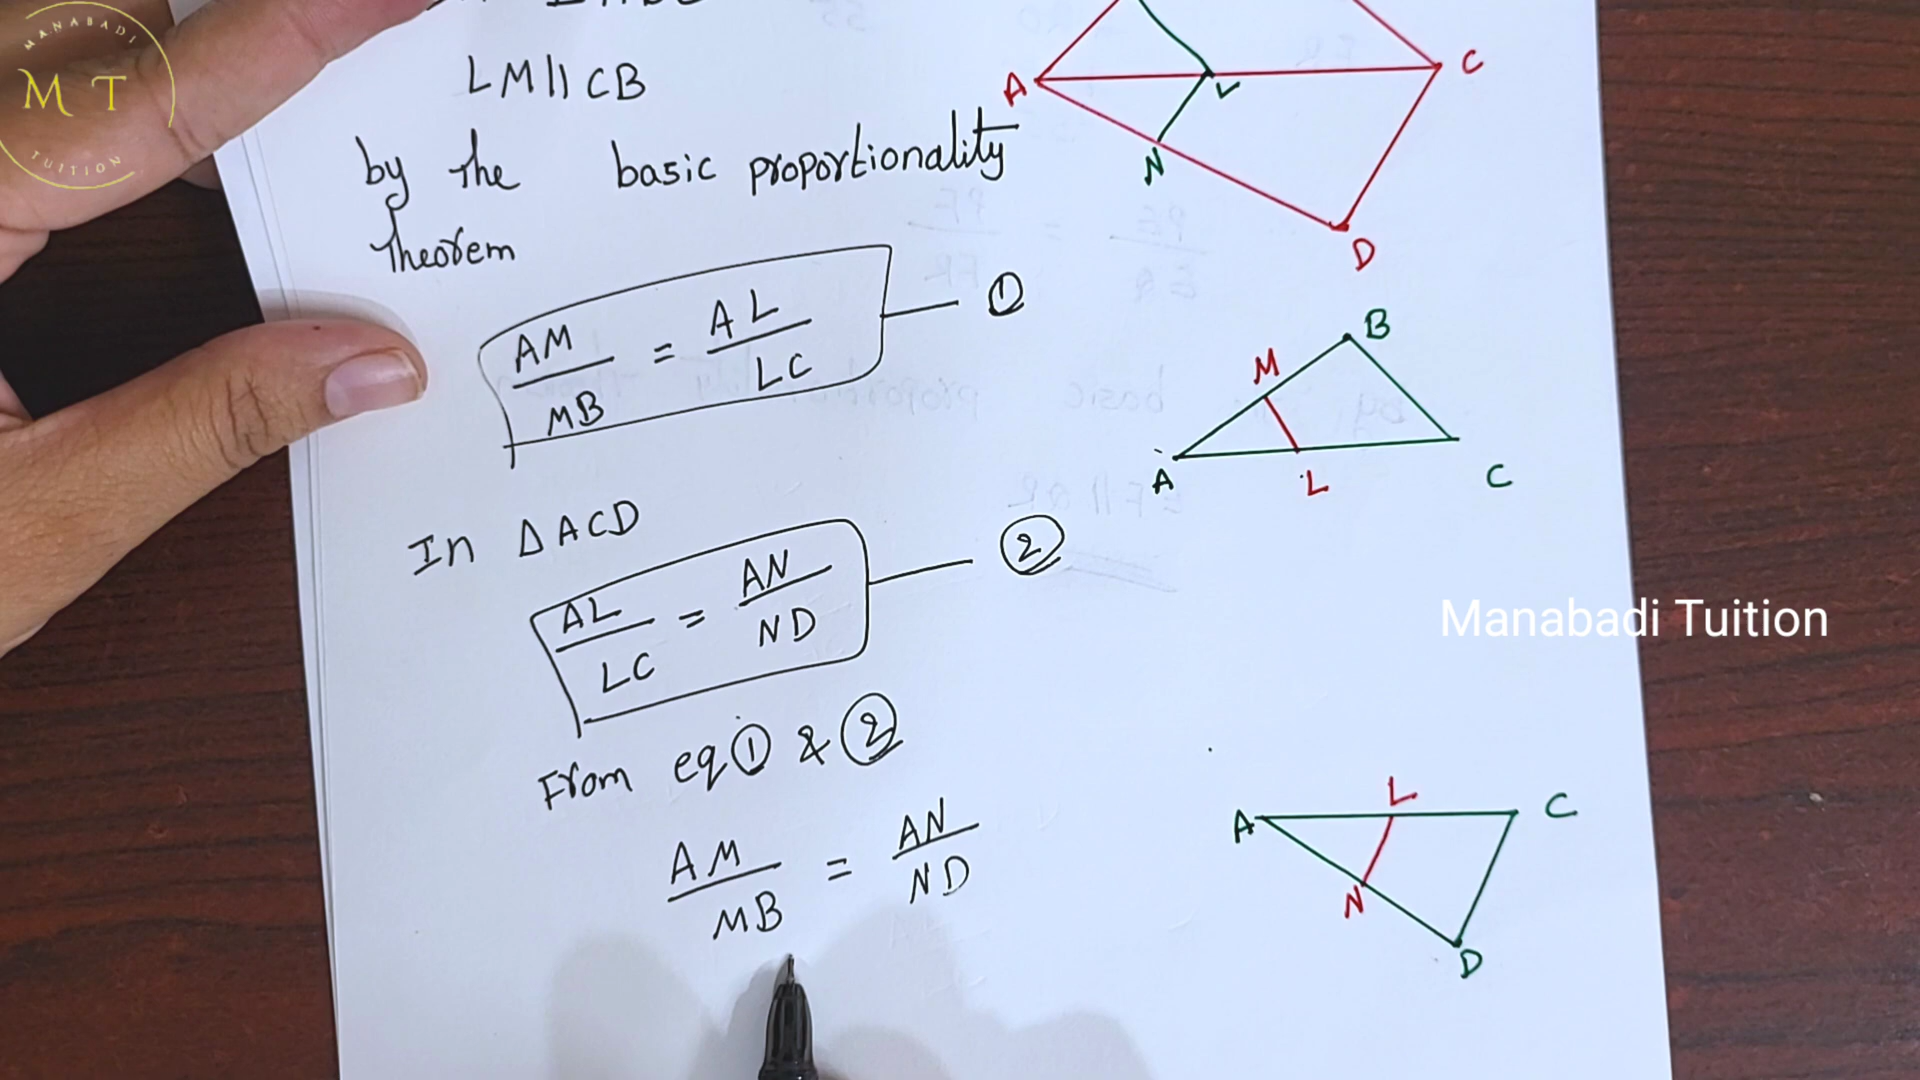 MANABADI
M T
TUITION
LM || CB
by the basic proportionality
Theorem
AM/MB = AL/LC — ①
In △ACD
AL/LC = AN/ND — ②
From eq ① & ②
AM/MB = AN/ND
A
L
C
N
D
M
B
A
L
C
Manabadi Tuition
L
C
A
N
D